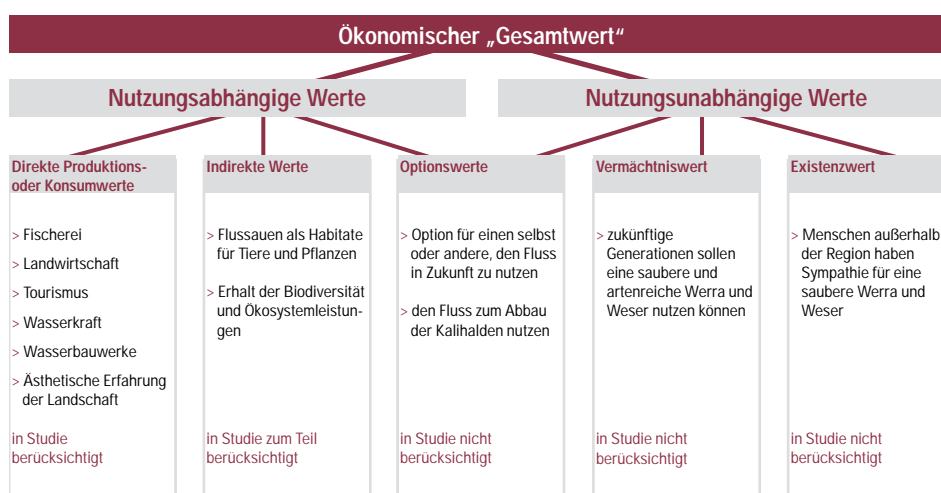 Ökonomischer „Gesamtwert“
Nutzungsabhängige Werte
Nutzungsunabhängige Werte
Direkte Produktions-
oder Konsumwerte
> Fischerei
> Landwirtschaft
> Tourismus
> Wasserkraft
> Wasserbauwerke
> Ästhetische Erfahrung
der Landschaft
in Studie
berücksichtigt
Indirekte Werte
> Flussauen als Habitate
für Tiere und Pflanzen
> Erhalt der Biodiversität
und Ökosystemleistun-
gen
in Studie zum Teil
berücksichtigt
Optionswerte
> Option für einen selbst
oder andere, den Fluss
in Zukunft zu nutzen
> den Fluss zum Abbau
der Kalihalden nutzen
in Studie nicht
berücksichtigt
Vermächtniswert
> zukünftige
Generationen sollen
eine saubere und
artenreiche Werra und
Weser nutzen können
in Studie nicht
berücksichtigt
Existenzwert
> Menschen außerhalb
der Region haben
Sympathie für eine
saubere Werra und
Weser
in Studie nicht
berücksichtigt